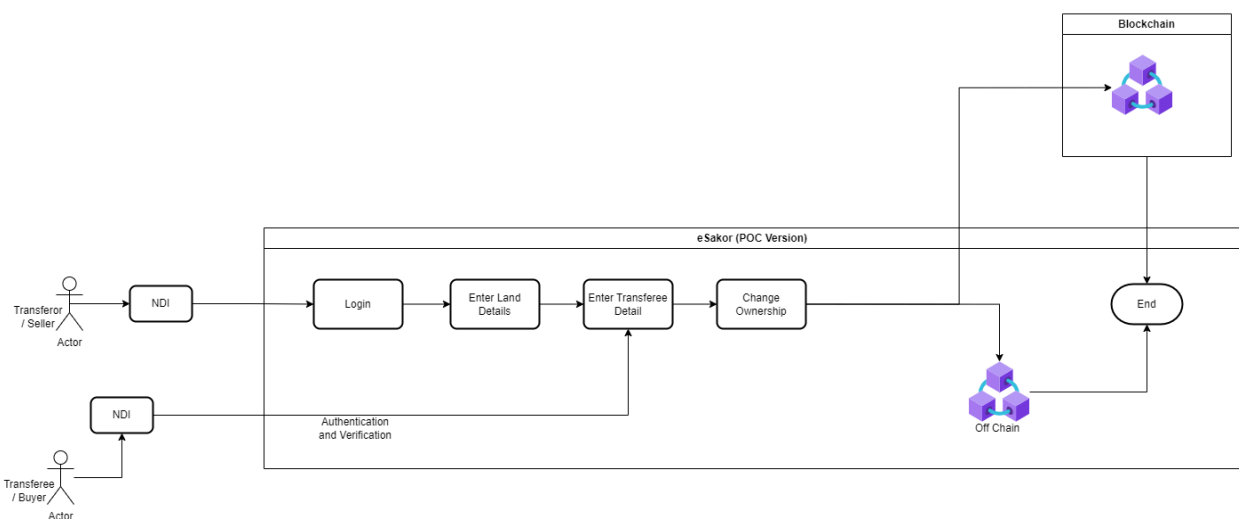 Blockchain
eSakor (POC Version)
NDI
Login
Enter Land
Details
Enter Transferee
Detail
Change
Ownership
End
Transferor
/ Seller
Actor
NDI
Authentication
and Verification
Off Chain
Transferee
/ Buyer
Actor